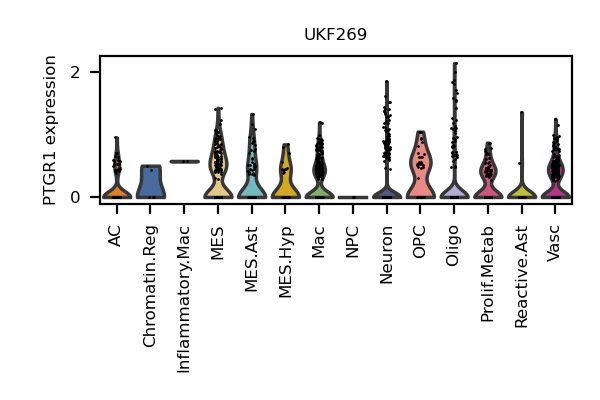 UKF269
PTGR1 expression
2
0
AC
Chromatin.Reg
Inflammatory.Mac
MES
MES.Ast
MES.Hyp
Mac
NPC
Neuron
OPC
Oligo
Prolif.Metab
Reactive.Ast
Vasc